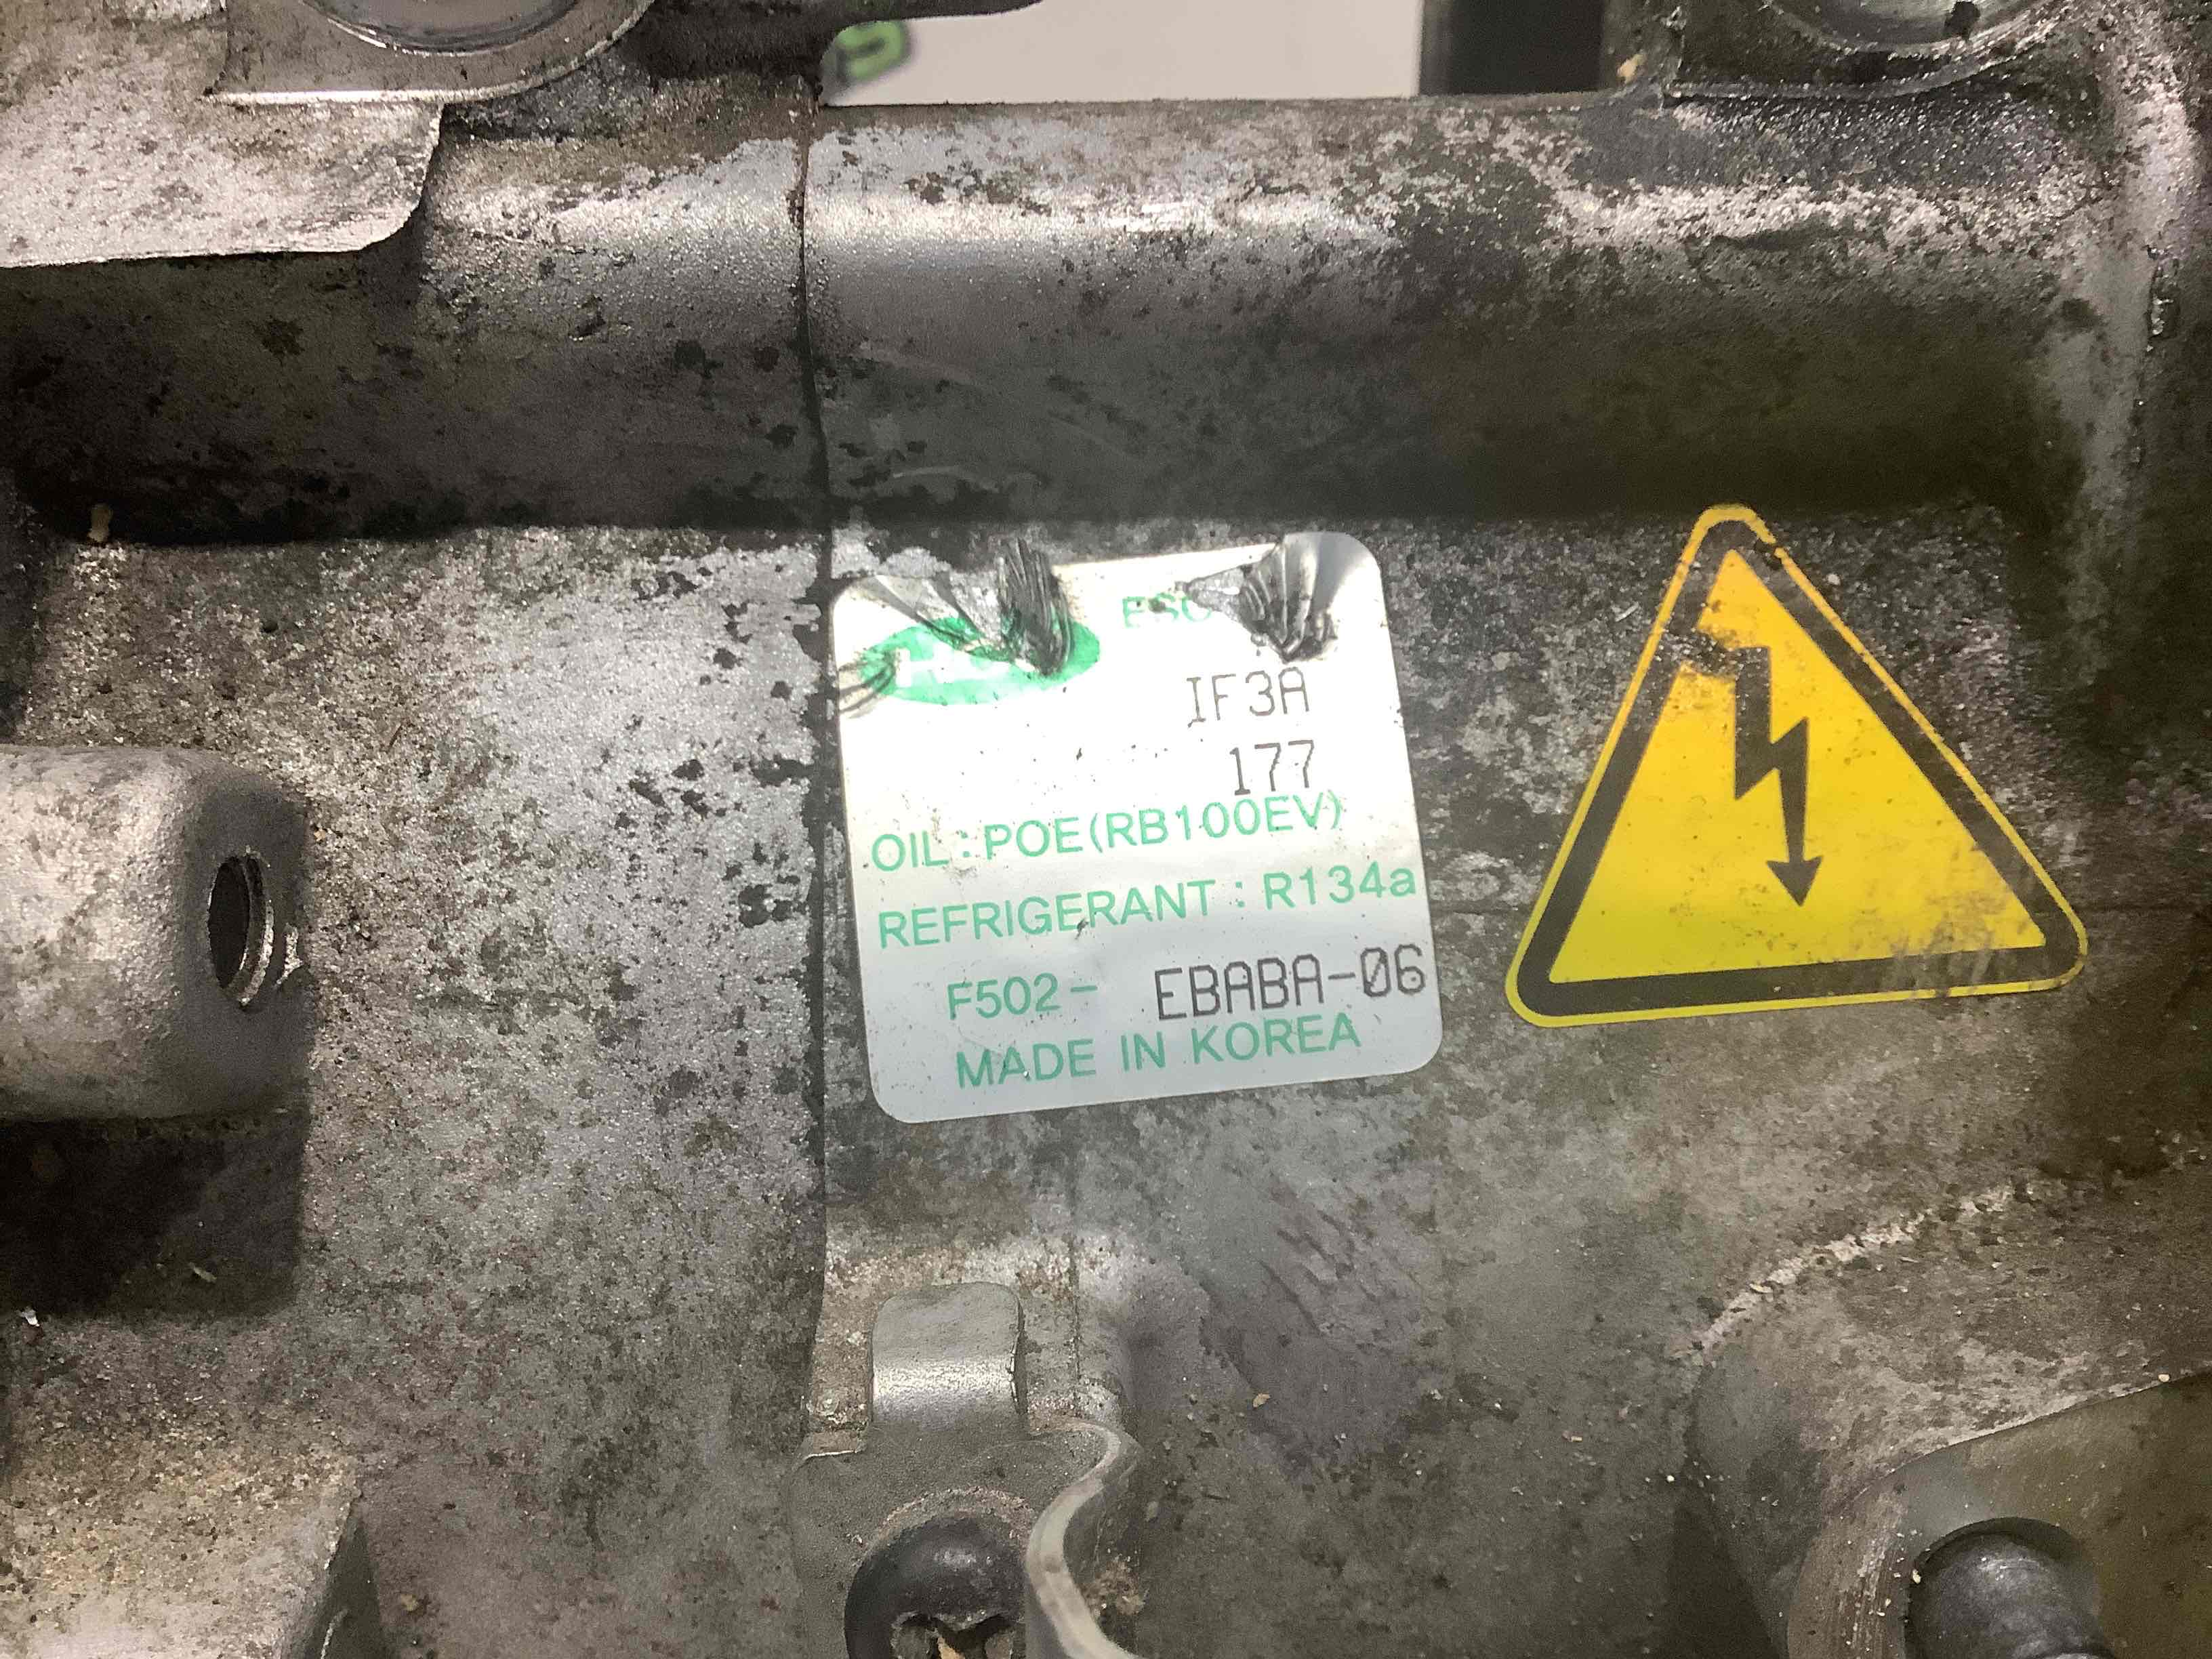 IF3A
177
OIL : POE(RB100EV)
REFRIGERANT : R134a
F502- EBABA-06
MADE IN KOREA